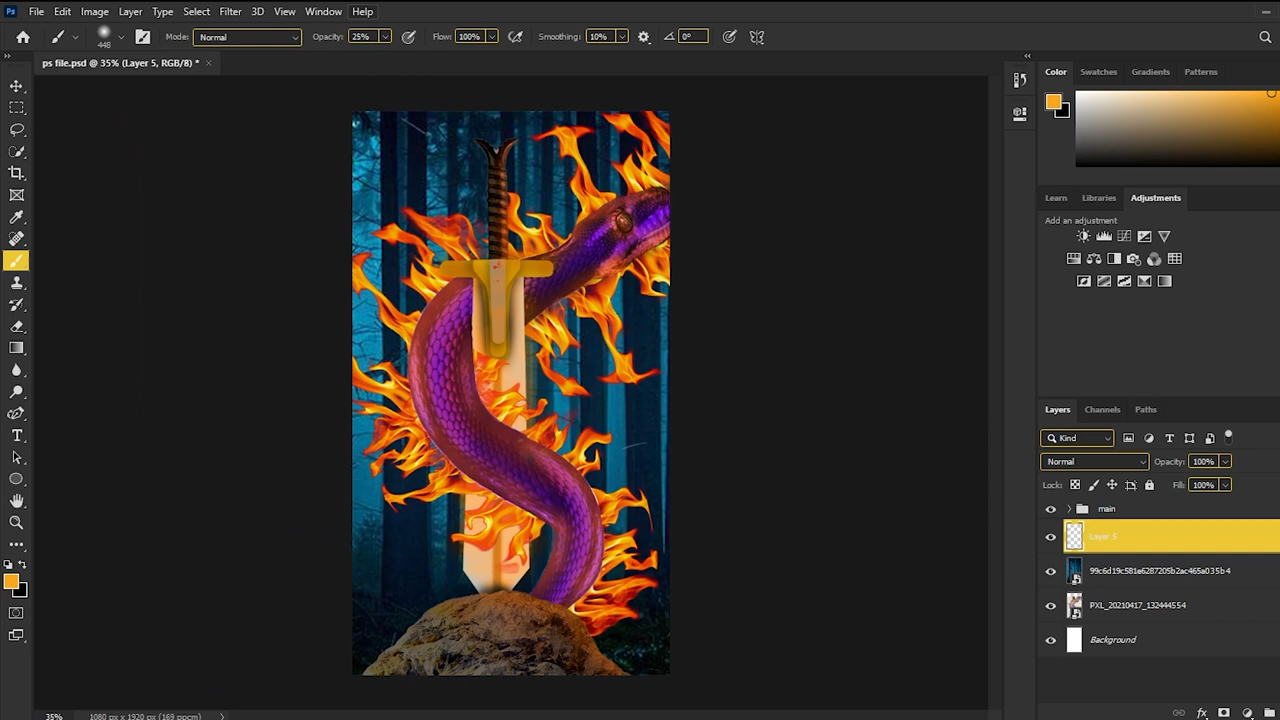 Ps File Edit Image Layer Type Select Filter 3D View Window Help
448 Mode: Normal Opacity: 25% Flow: 100% Smoothing: 10% 0°
ps file.psd @ 35% (Layer 5, RGB/8) * ×
Color Swatches Gradients Patterns
Learn Libraries Adjustments
Add an adjustment
Layers Channels Paths
Kind
Normal Opacity: 100%
Lock: Fill: 100%
main
Layer 5
99c6d19c581e6287205b2ac465a035b4
PXL_20210417_132444554
Background
35% 1080 px x 1920 px (169 ppcm)